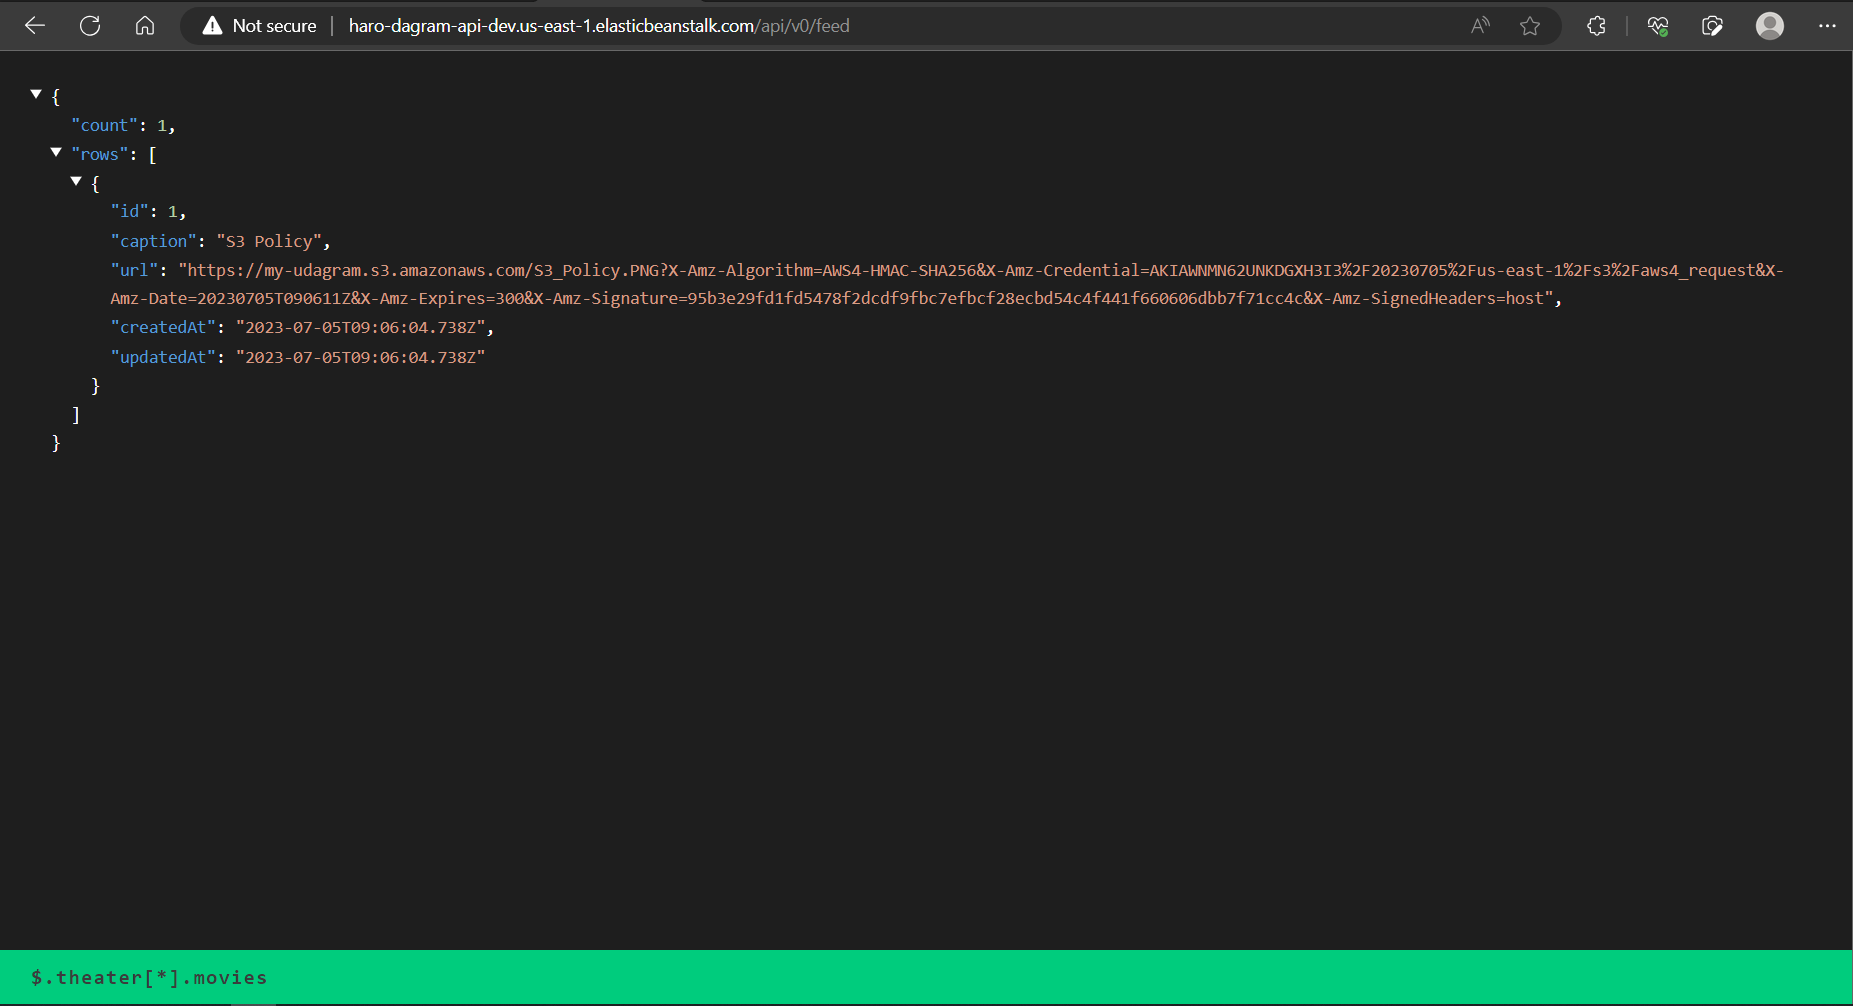 Not secure | haro-dagram-api-dev.us-east-1.elasticbeanstalk.com/api/v0/feed
{
"count": 1,
"rows": [
{
"id": 1,
"caption": "S3 Policy",
"url": "https://my-udagram.s3.amazonaws.com/S3_Policy.PNG?X-Amz-Algorithm=AWS4-HMAC-SHA256&X-Amz-Credential=AKIAWNMN62UNKDGXH3I3%2F20230705%2Fus-east-1%2Fs3%2Faws4_request&X-
Amz-Date=20230705T090611Z&X-Amz-Expires=300&X-Amz-Signature=95b3e29fd1fd5478f2dcdf9fbc7efbcf28ecbd54c4f441f660606dbb7f71cc4c&X-Amz-SignedHeaders=host",
"createdAt": "2023-07-05T09:06:04.738Z",
"updatedAt": "2023-07-05T09:06:04.738Z"
}
]
}
$.theater[*].movies